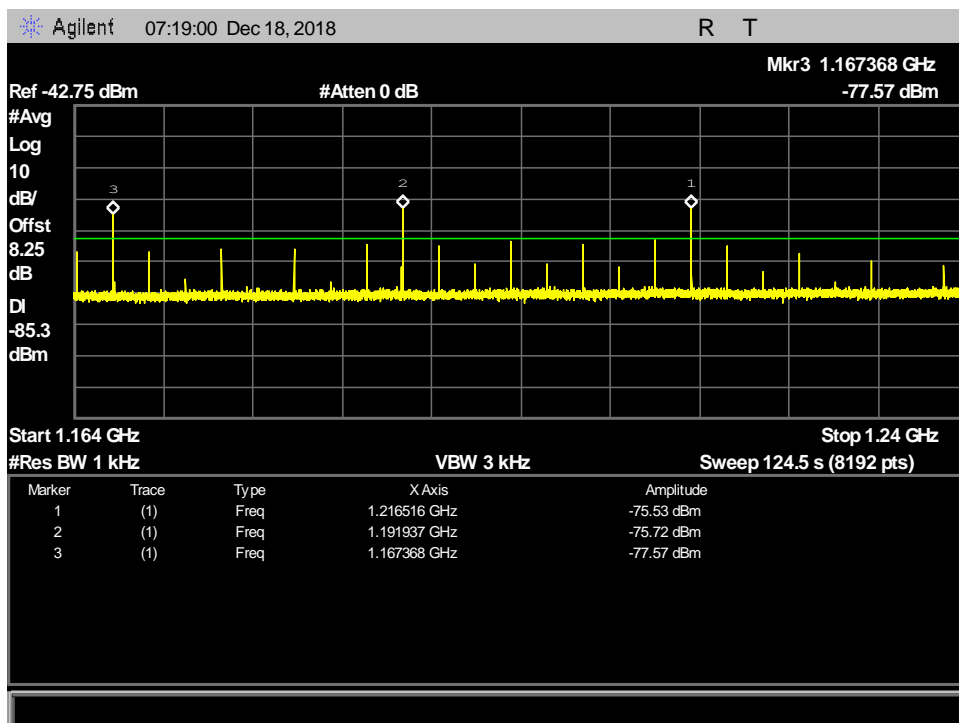 Agilent 07:19:00 Dec 18, 2018 R T
Mkr3 1.167368 GHz
Ref -42.75 dBm #Atten 0 dB -77.57 dBm
#Avg
Log
10
dB/
Offset
8.25
dB
DI
-85.3
dBm
3
2
1
Start 1.164 GHz Stop 1.24 GHz
#Res BW 1 kHz VBW 3 kHz Sweep 124.5 s (8192 pts)
Marker Trace Type X Axis Amplitude
1 (1) Freq 1.216516 GHz -75.53 dBm
2 (1) Freq 1.191937 GHz -75.72 dBm
3 (1) Freq 1.167368 GHz -77.57 dBm